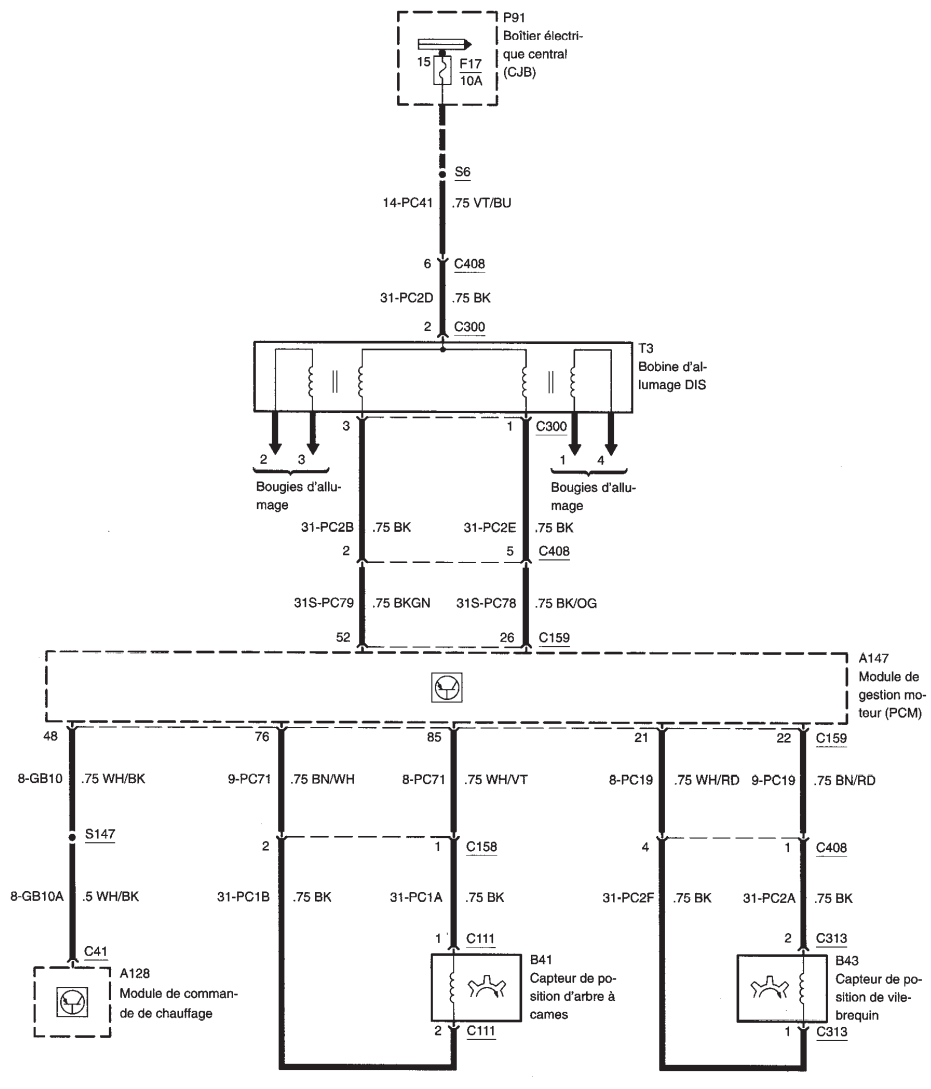 P91
Boîtier électri-
que central
(CJB)
15
F17
10A
S6
14-PC41 .75 VT/BU
6 C408
31-PC2D .75 BK
2 C300
T3
Bobine d'al-
lumage DIS
3 1 C300
2 3 1 4
Bougies d'allu-
mage
Bougies d'allu-
mage
31-PC2B .75 BK 31-PC2E .75 BK
2 5 C408
31S-PC79 .75 BKGN 31S-PC78 .75 BK/OG
52 26 C159
A147
Module de
gestion mo-
teur (PCM)
48 76 85 21 22 C159
8-GB10 .75 WH/BK 9-PC71 .75 BN/WH 8-PC71 .75 WH/VT 8-PC19 .75 WH/RD 9-PC19 .75 BN/RD
S147
2 1 C158 4 1 C408
8-GB10A .5 WH/BK 31-PC1B .75 BK 31-PC1A .75 BK 31-PC2F .75 BK 31-PC2A .75 BK
1 C111 2 C313
C41
A128
Module de comman-
de de chauffage
B41
Capteur de po-
sition d'arbre à
cames
B43
Capteur de po-
sition de vile-
brequin
2 C111 1 C313